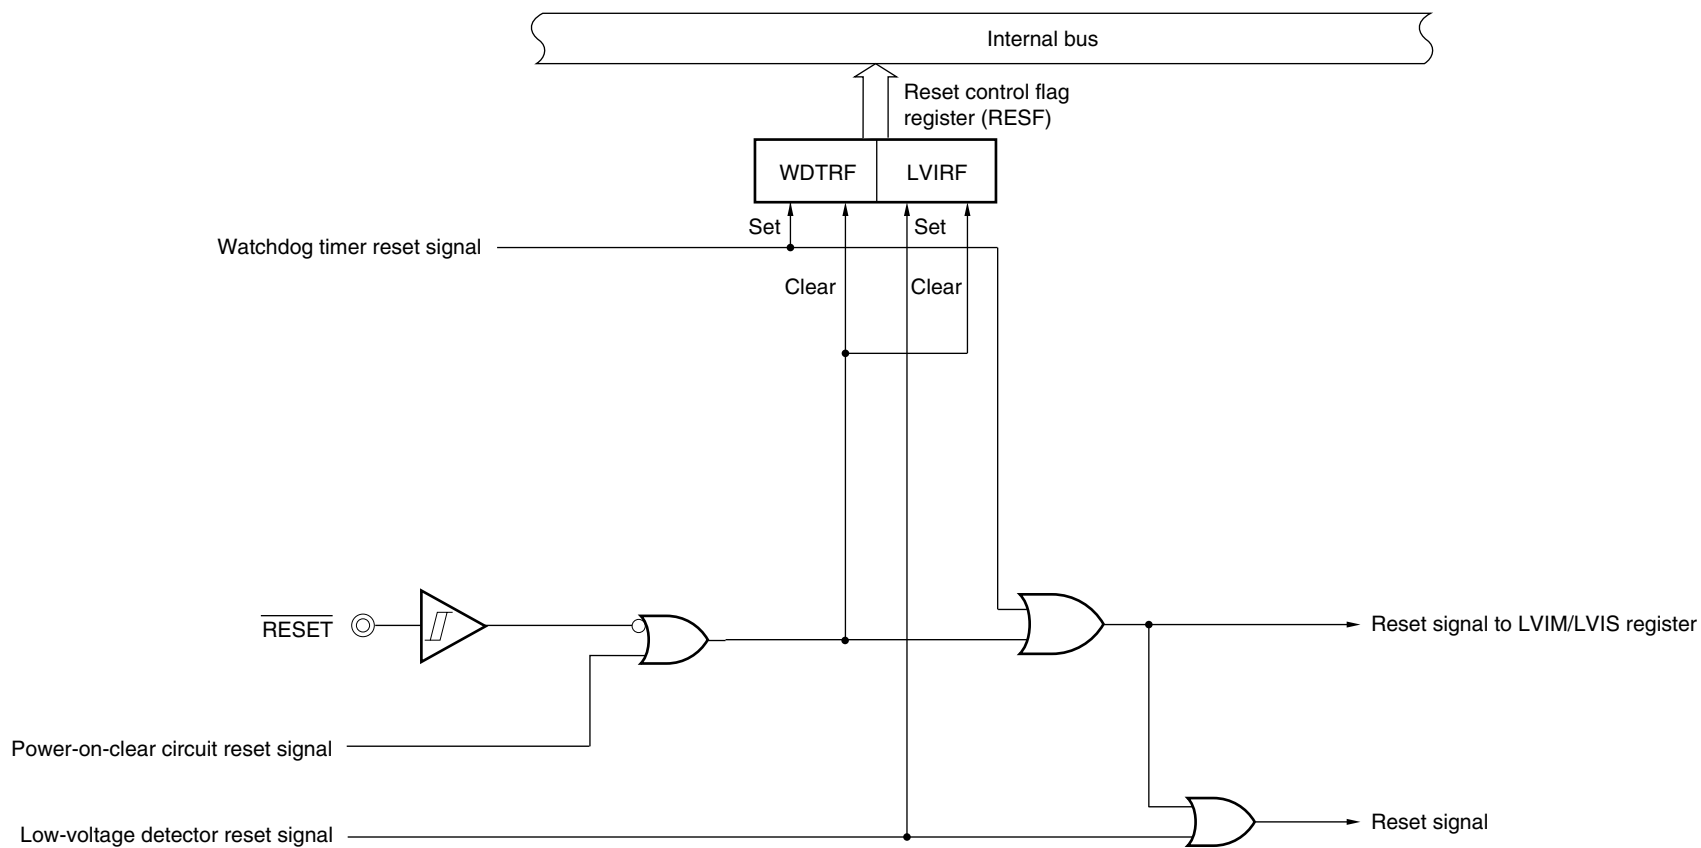 Internal bus
Reset control flag
register (RESF)
WDTRF
LVIRF
Set
Set
Watchdog timer reset signal
Clear
Clear
RESET
Reset signal to LVIM/LVIS register
Power-on-clear circuit reset signal
Low-voltage detector reset signal
Reset signal